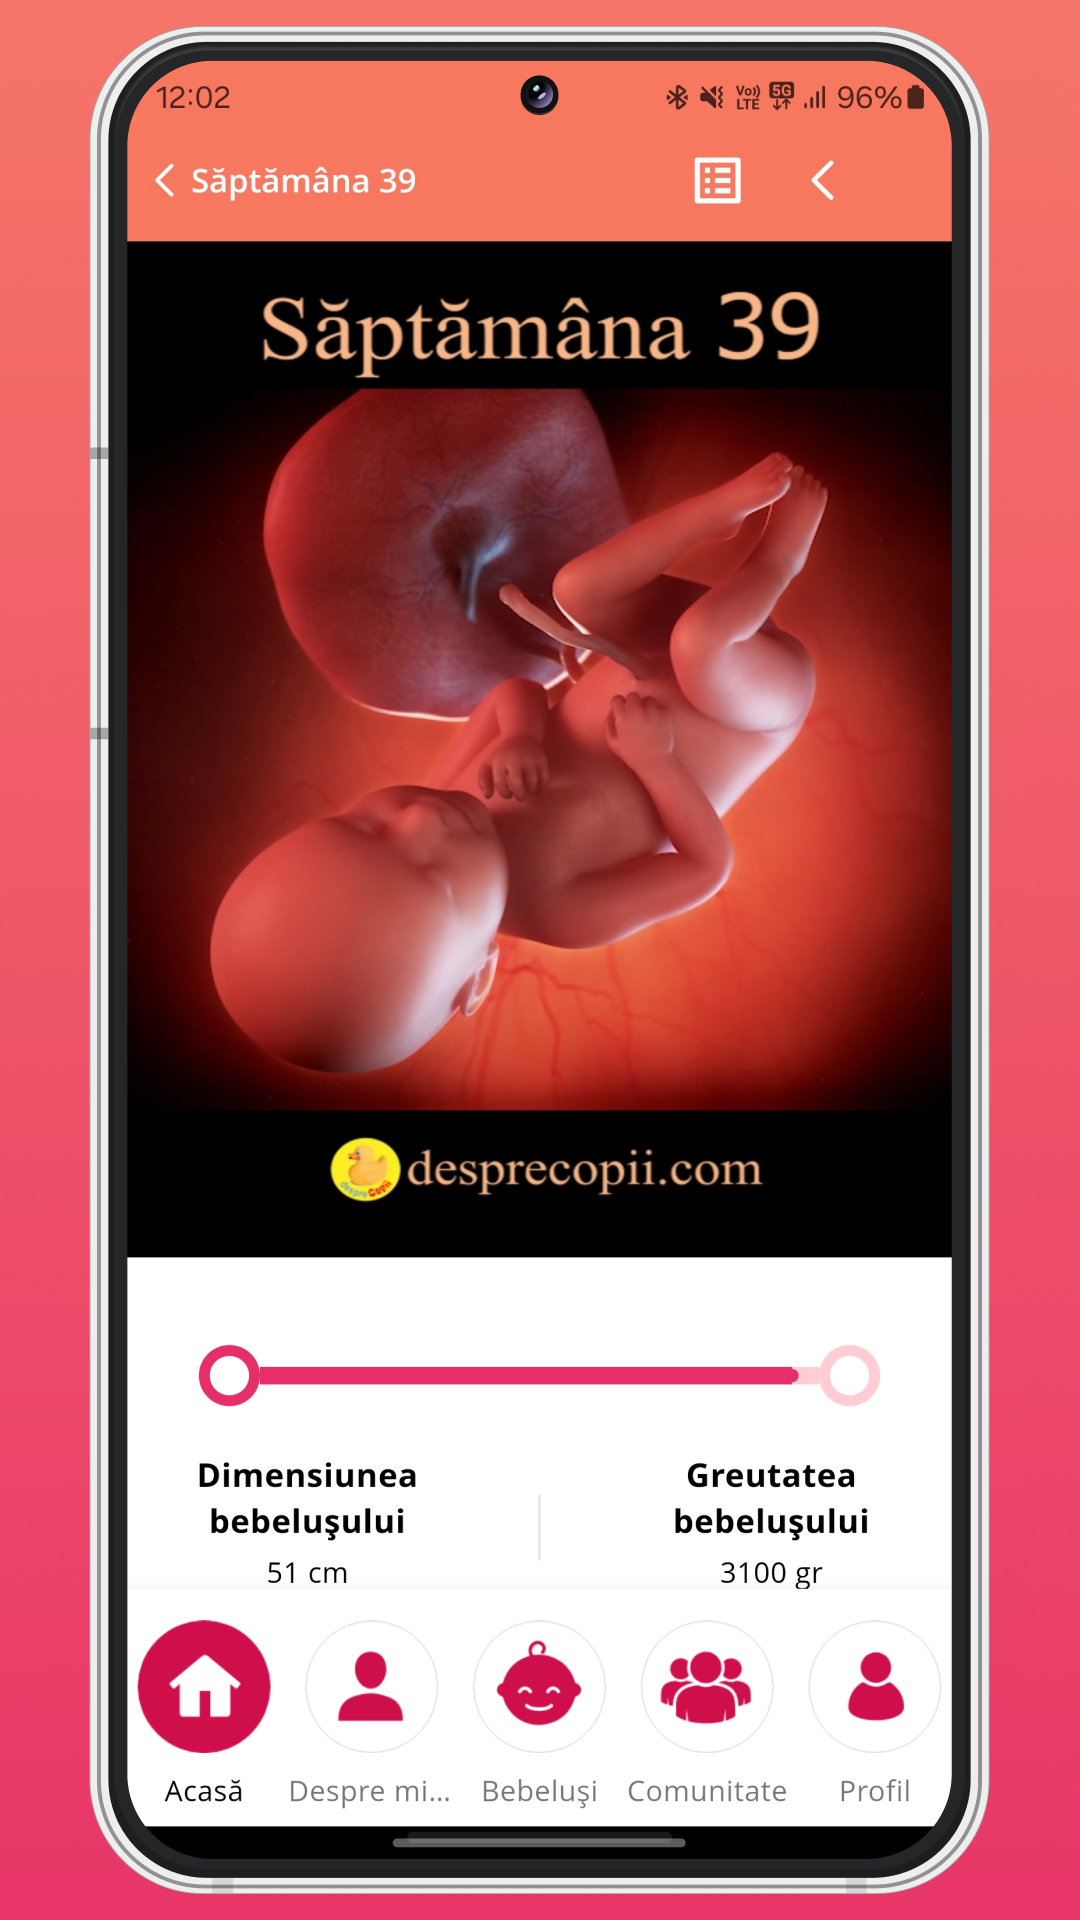 12:02
Vo)) LTE 5G 96%
Săptămâna 39
Săptămâna 39
despreCopii
desprecopii.com
Dimensiunea bebeluşului
51 cm
Greutatea bebeluşului
3100 gr
Acasă
Despre mi...
Bebeluşi
Comunitate
Profil